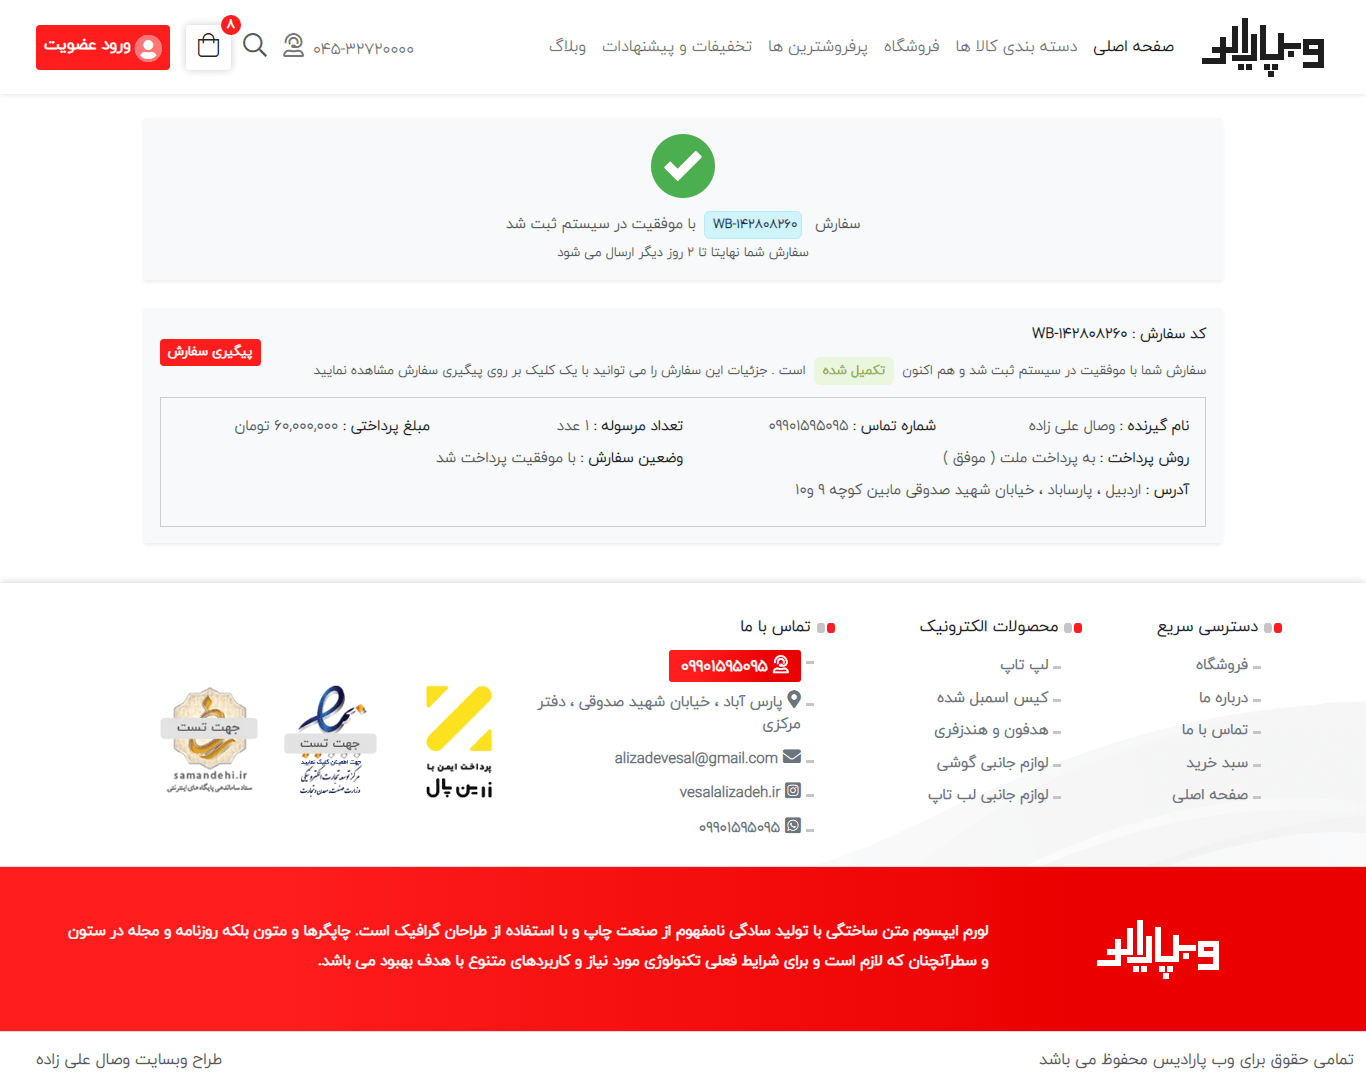 وب‌پارادایس
صفحه اصلی
دسته بندی کالا ها
فروشگاه
پرفروشترین ها
تخفیفات و پیشنهادات
وبلاگ
۰۴۵-۳۲۷۲۰۰۰۰
۸
ورود عضویت
سفارش WB-۱۴۲۸۰۸۲۶۰ با موفقیت در سیستم ثبت شد
سفارش شما نهایتا تا ۲ روز دیگر ارسال می شود
کد سفارش : WB-۱۴۲۸۰۸۲۶۰
سفارش شما با موفقیت در سیستم ثبت شد و هم اکنون تکمیل شده است . جزئیات این سفارش را می توانید با یک کلیک بر روی پیگیری سفارش مشاهده نمایید
پیگیری سفارش
نام گیرنده : وصال علی زاده
شماره تماس : ۰۹۹۰۱۵۹۵۰۹۵
تعداد مرسوله : ۱ عدد
مبلغ پرداختی : ۶۰,۰۰۰,۰۰۰ تومان
روش پرداخت : به پرداخت ملت ( موفق )
وضعین سفارش : با موفقیت پرداخت شد
آدرس : اردبیل ، پارساباد ، خیابان شهید صدوقی مابین کوچه ۹ و۱۰
دسترسی سریع
فروشگاه
درباره ما
تماس با ما
سبد خرید
صفحه اصلی
محصولات الکترونیک
لپ تاپ
کیس اسمبل شده
هدفون و هندزفری
لوازم جانبی گوشی
لوازم جانبی لب تاپ
تماس با ما
۰۹۹۰۱۵۹۵۰۹۵
پارس آباد ، خیابان شهید صدوقی ، دفتر
مرکزی
alizadevesal@gmail.com
vesalalizadeh.ir
۰۹۹۰۱۵۹۵۰۹۵
پرداخت ایمن با
زرین پال
جهت تست
جهت اطمینان کلیک نمایید
مرکز توسعه تجارت الکترونیکی
وزارت صنعت معدن و تجارت
جهت تست
samandehi.ir
ستاد ساماندهی پایگاه‌های اینترنتی
لورم ایپسوم متن ساختگی با تولید سادگی نامفهوم از صنعت چاپ و با استفاده از طراحان گرافیک است. چاپگرها و متون بلکه روزنامه و مجله در ستون
و سطرآنچنان که لازم است و برای شرایط فعلی تکنولوژی مورد نیاز و کاربردهای متنوع با هدف بهبود می باشد.
تمامی حقوق برای وب پارادیس محفوظ می باشد
طراح وبسایت وصال علی زاده